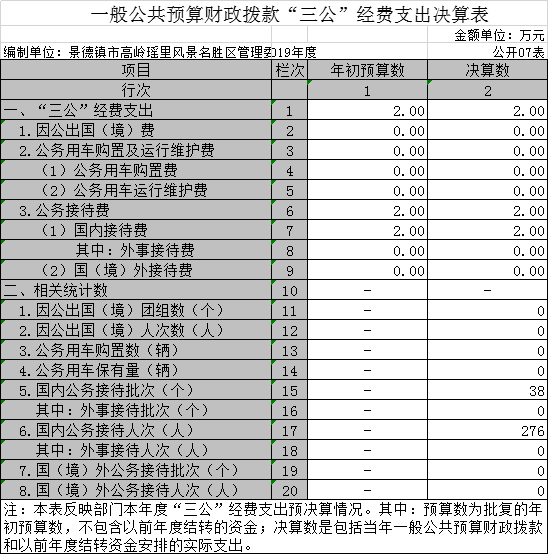 一般公共预算财政拨款“三公”经费支出决算表
金额单位：万元
编制单位：景德镇市高岭瑶里风景名胜区管理委019年度 公开07表
项目 栏次 年初预算数 决算数
行次 1 2
一、“三公”经费支出 1 2.00 2.00
1.因公出国（境）费 2 0.00 0.00
2.公务用车购置及运行维护费 3 0.00 0.00
（1）公务用车购置费 4 0.00 0.00
（2）公务用车运行维护费 5 0.00 0.00
3.公务接待费 6 2.00 2.00
（1）国内接待费 7 2.00 2.00
其中：外事接待费 8 0.00 0.00
（2）国（境）外接待费 9 0.00 0.00
二、相关统计数 10 - -
1.因公出国（境）团组数（个） 11 - 0
2.因公出国（境）人次数（人） 12 - 0
3.公务用车购置数（辆） 13 - 0
4.公务用车保有量（辆） 14 - 0
5.国内公务接待批次（个） 15 - 38
其中：外事接待批次（个） 16 - 0
6.国内公务接待人次（人） 17 - 276
其中：外事接待人次（人） 18 - 0
7.国（境）外公务接待批次（个） 19 - 0
8.国（境）外公务接待人次（人） 20 - 0
注：本表反映部门本年度“三公”经费支出预决算情况。其中：预算数为批复的年
初预算数，不包含以前年度结转的资金；决算数是包括当年一般公共预算财政拨款
和以前年度结转资金安排的实际支出。